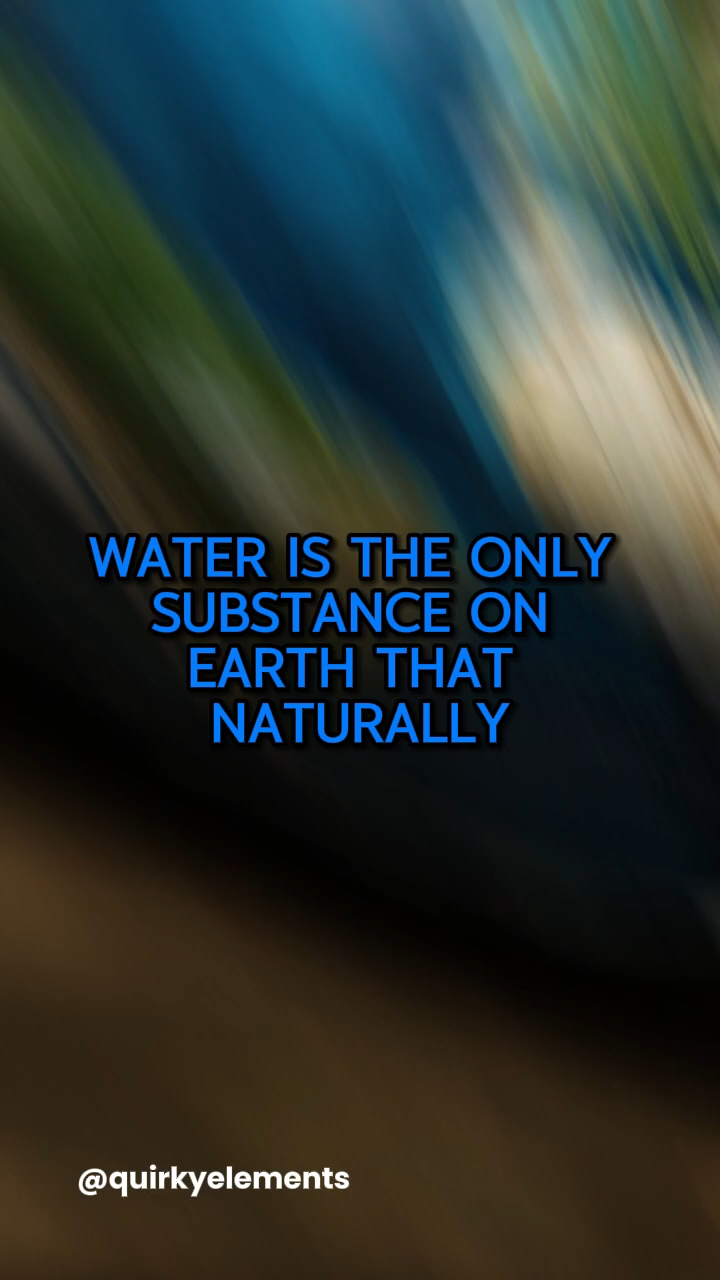 WATER IS THE ONLY
SUBSTANCE ON
EARTH THAT
NATURALLY
@quirkyelements